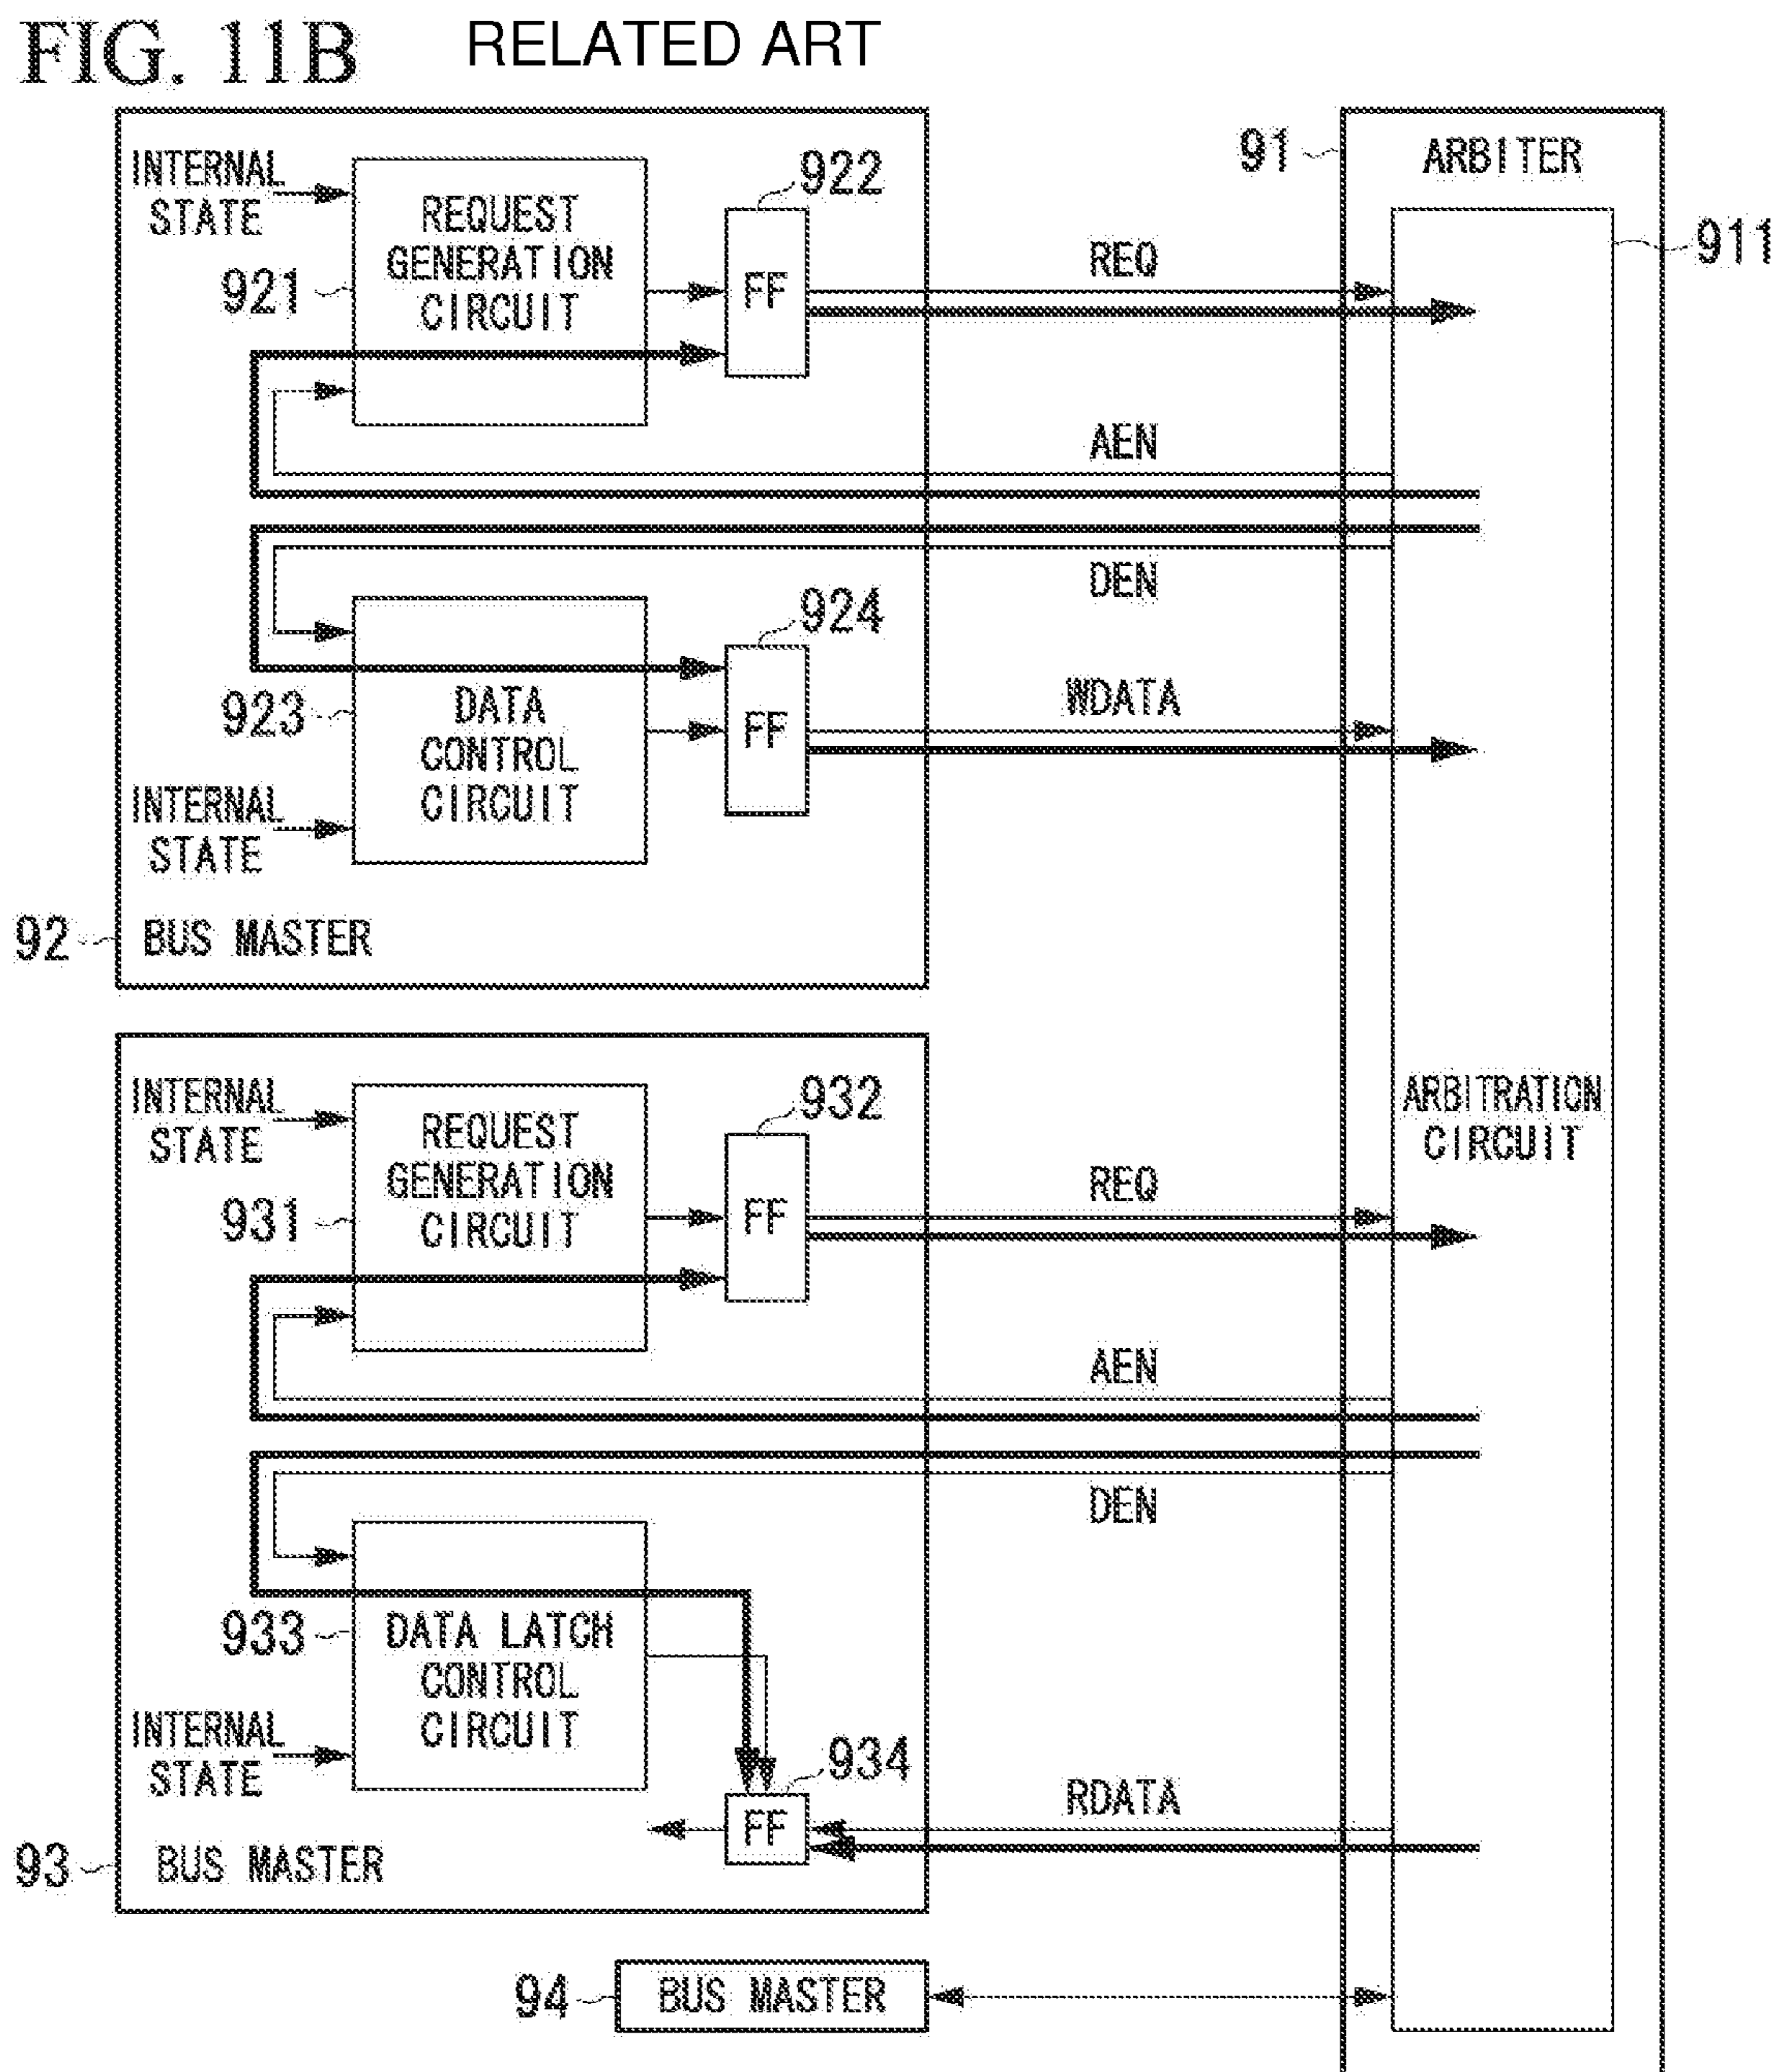 FIG. 11B RELATED ART
INTERNAL
STATE
921
REQUEST
GENERATION
CIRCUIT
922
FF
REQ
91
ARBITER
911
AEN
DEN
923
DATA
CONTROL
CIRCUIT
924
FF
WDATA
INTERNAL
STATE
92
BUS MASTER
INTERNAL
STATE
931
REQUEST
GENERATION
CIRCUIT
932
FF
REQ
ARBITRATION
CIRCUIT
AEN
DEN
933
DATA LATCH
CONTROL
CIRCUIT
INTERNAL
STATE
934
FF
RDATA
93
BUS MASTER
94
BUS MASTER